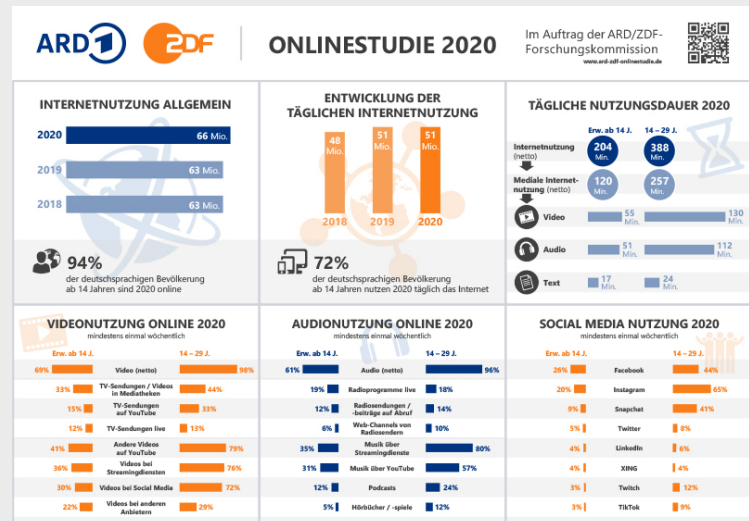 ARD 1 ZDF
ONLINESTUDIE 2020
Im Auftrag der ARD/ZDF-
Forschungskommission
www.ard-zdf-onlinestudie.de
INTERNETNUTZUNG ALLGEMEIN
2020 66 Mio.
2019 63 Mio.
2018 63 Mio.
94%
der deutschsprachigen Bevölkerung
ab 14 Jahren sind 2020 online
ENTWICKLUNG DER
TÄGLICHEN INTERNETNUTZUNG
48 Mio. 51 Mio. 51 Mio.
2018 2019 2020
72%
der deutschsprachigen Bevölkerung
ab 14 Jahren nutzen 2020 täglich das Internet
TÄGLICHE NUTZUNGSDAUER 2020
Erw. ab 14 J. 14 – 29 J.
Internetnutzung
(netto)
204 Min. 388 Min.
Mediale Internet-
nutzung (netto)
120 Min. 257 Min.
Video 55 Min. 130 Min.
Audio 51 Min. 112 Min.
Text 17 Min. 24 Min.
VIDEONUTZUNG ONLINE 2020
mindestens einmal wöchentlich
Erw. ab 14 J. 14 – 29 J.
69% Video (netto) 98%
33% TV-Sendungen / Videos
in Mediatheken 44%
15% TV-Sendungen
auf YouTube 33%
12% TV-Sendungen live 13%
41% Andere Videos
auf YouTube 79%
36% Videos bei
Streamingdiensten 76%
30% Videos bei Social Media 72%
22% Videos bei anderen
Anbietern 29%
AUDIONUTZUNG ONLINE 2020
mindestens einmal wöchentlich
Erw. ab 14 J. 14 – 29 J.
61% Audio (netto) 96%
19% Radioprogramme live 18%
12% Radiosendungen /
-beiträge auf Abruf 14%
6% Web-Channels von
Radiosendern 10%
35% Musik über
Streamingdienste 80%
31% Musik über YouTube 57%
12% Podcasts 24%
5% Hörbücher / -spiele 12%
SOCIAL MEDIA NUTZUNG 2020
mindestens einmal wöchentlich
Erw. ab 14 J. 14 – 29 J.
26% Facebook 44%
20% Instagram 65%
9% Snapchat 41%
5% Twitter 8%
4% LinkedIn 6%
4% XING 4%
3% Twitch 12%
3% TikTok 9%